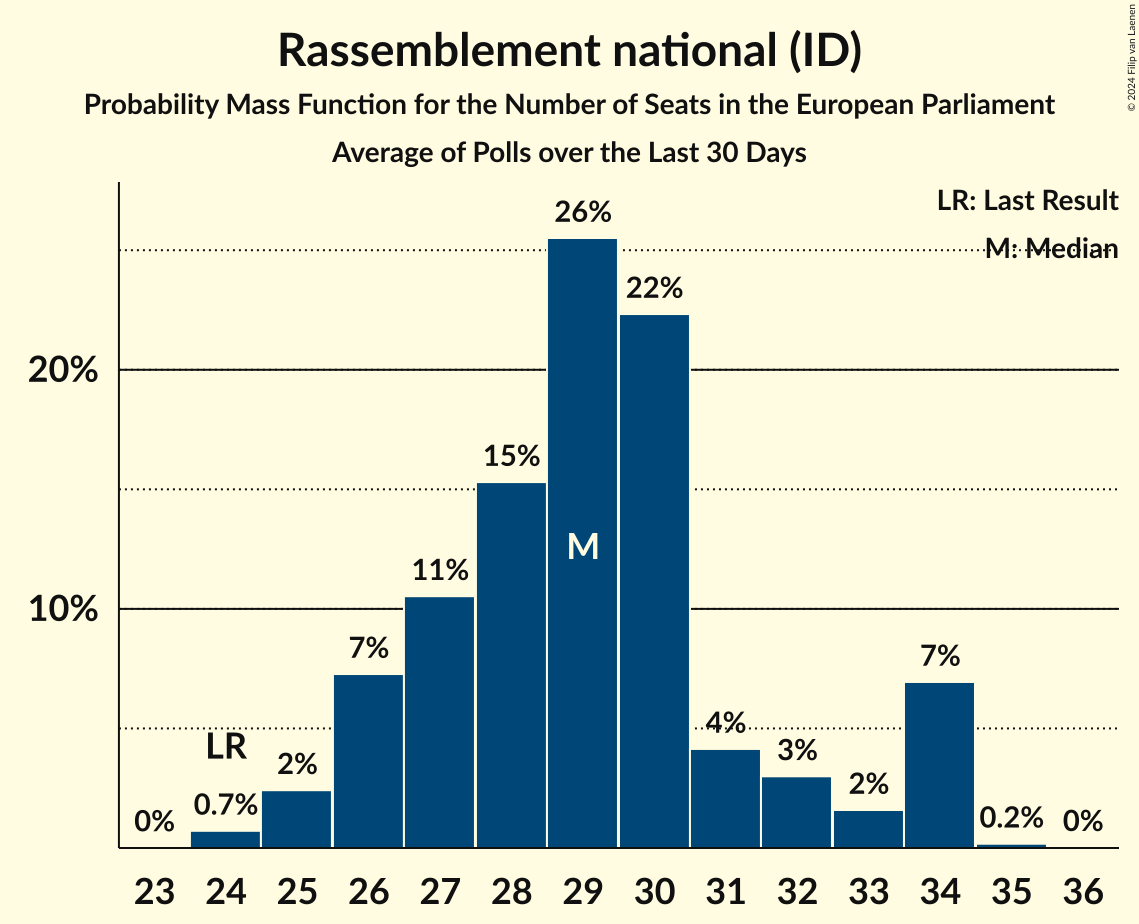 Rassemblement national (ID)
Probability Mass Function for the Number of Seats in the European Parliament
Average of Polls over the Last 30 Days
© 2024 Filip van Laenen
LR: Last Result
M: Median
20%
10%
0%
0.7%
LR
2%
7%
11%
15%
26%
M
22%
4%
3%
2%
7%
0.2%
0%
23 24 25 26 27 28 29 30 31 32 33 34 35 36